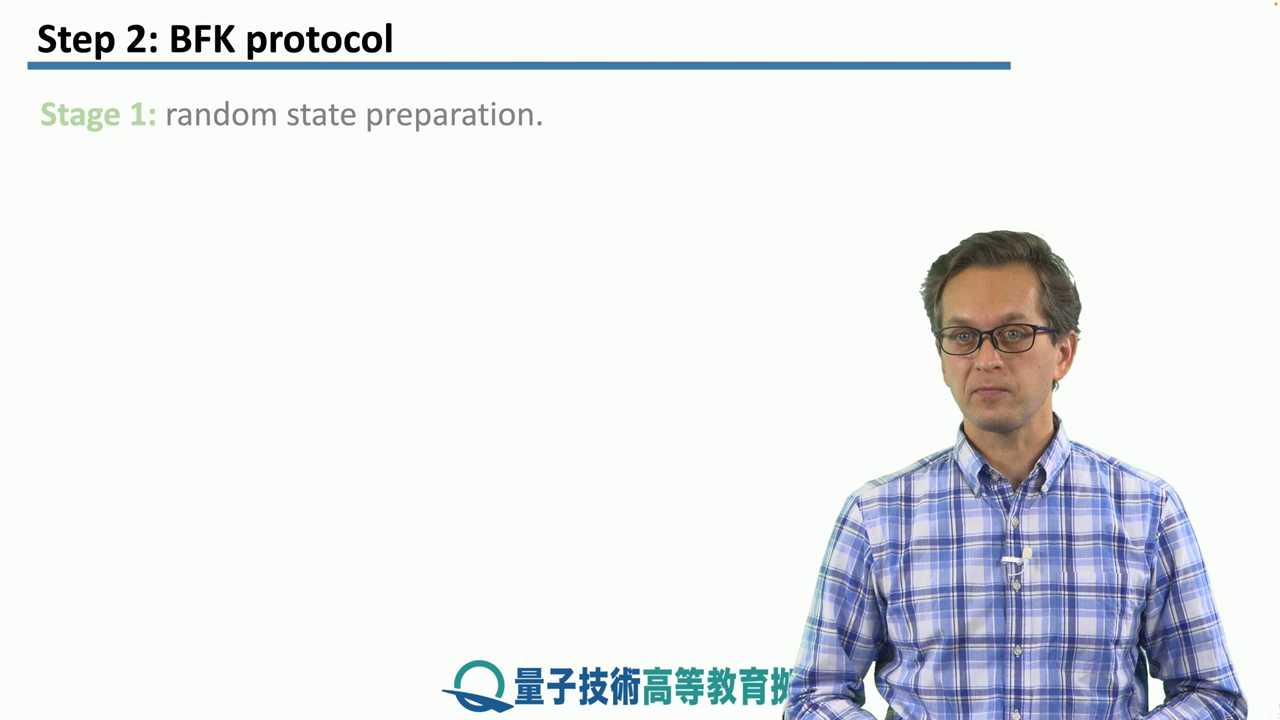 Step 2: BFK protocol
Stage 1: random state preparation.
量子技術高等教育